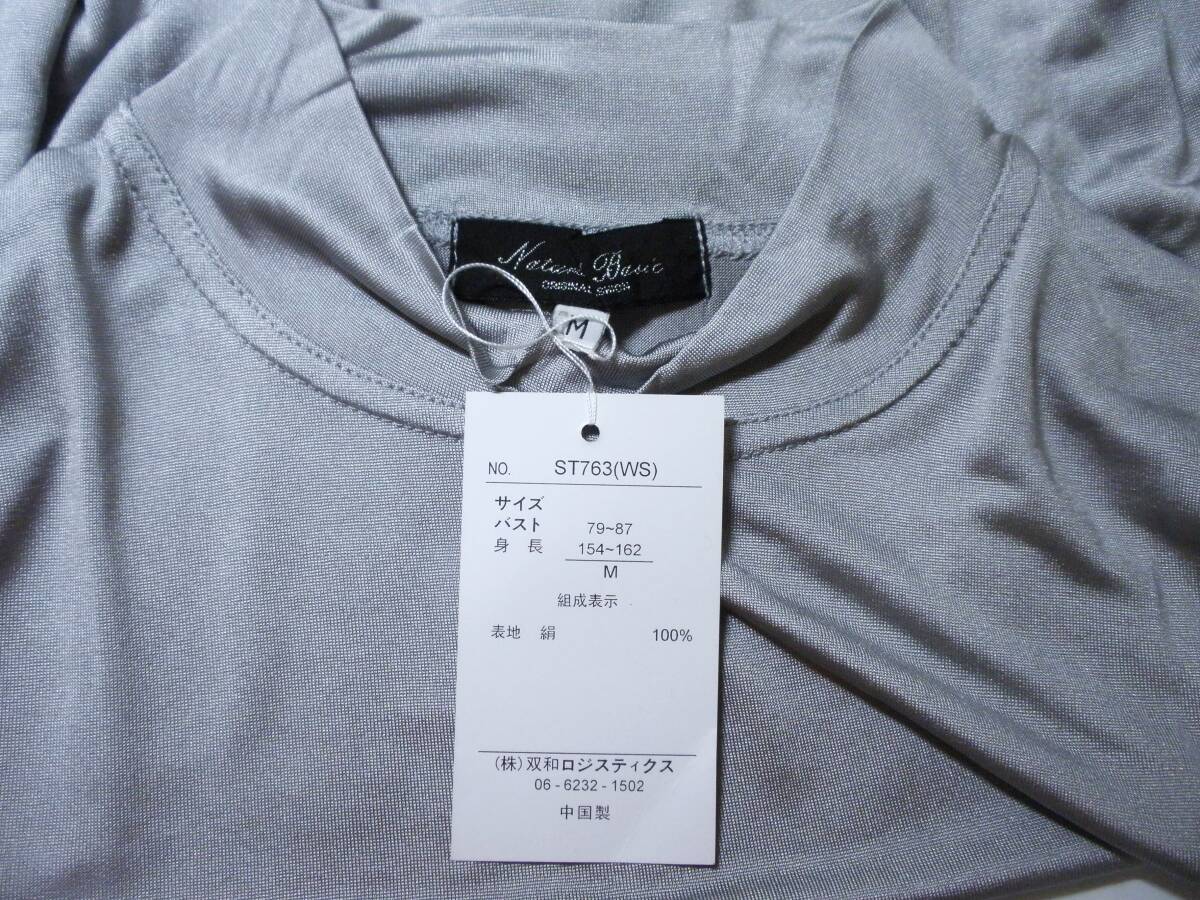 Natural Basic
ORIGINAL
M
NO. ST763(WS)
サイズ
バスト 79~87
身長 154~162
M
組成表示
表地 絹 100%
(株)双和ロジスティクス
06-6232-1502
中国製